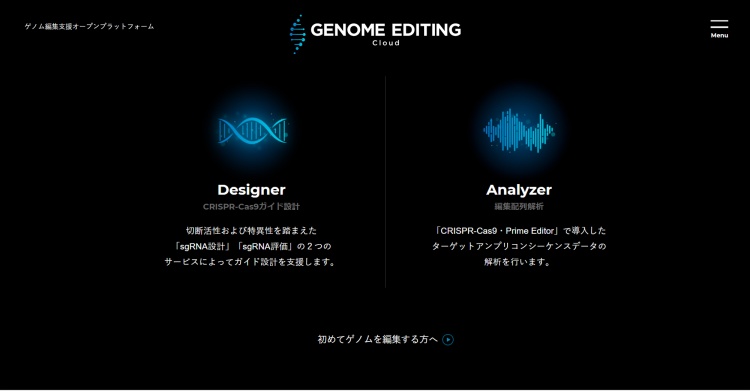 ゲノム編集支援オープンプラットフォーム
GENOME EDITING
Cloud
Menu
Designer
CRISPR-Cas9ガイド設計
切断活性および特異性を踏まえた
「sgRNA設計」「sgRNA評価」の２つの
サービスによってガイド設計を支援します。
Analyzer
編集配列解析
「CRISPR-Cas9・Prime Editor」で導入した
ターゲットアンプリコンシーケンスデータの
解析を行います。
初めてゲノムを編集する方へ